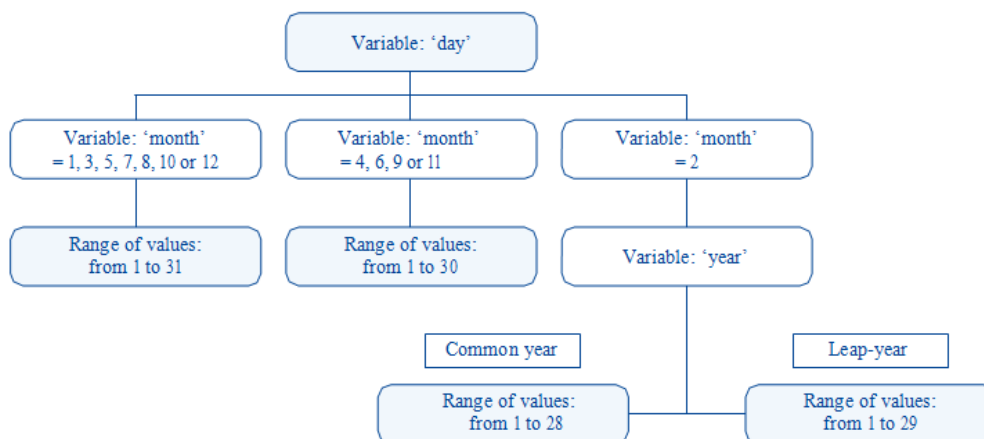 Variable: ‘day’
Variable: ‘month’
= 1, 3, 5, 7, 8, 10 or 12
Variable: ‘month’
= 4, 6, 9 or 11
Variable: ‘month’
= 2
Range of values:
from 1 to 31
Range of values:
from 1 to 30
Variable: ‘year’
Common year
Leap-year
Range of values:
from 1 to 28
Range of values:
from 1 to 29